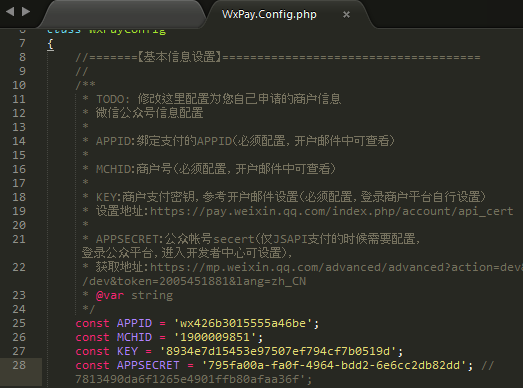 WxPay.Config.php ×
6 class WxPayConfig
7 {
8 //=======【基本信息设置】=====================================
9 //
10 /**
11 * TODO: 修改这里配置为您自己申请的商户信息
12 * 微信公众号信息配置
13 *
14 * APPID:绑定支付的APPID(必须配置,开户邮件中可查看)
15 *
16 * MCHID:商户号(必须配置,开户邮件中可查看)
17 *
18 * KEY:商户支付密钥,参考开户邮件设置(必须配置,登录商户平台自行设置)
19 * 设置地址:https://pay.weixin.qq.com/index.php/account/api_cert
20 *
21 * APPSECRET:公众帐号secert(仅JSAPI支付的时候需要配置,
登录公众平台,进入开发者中心可设置),
22 * 获取地址:https://mp.weixin.qq.com/advanced/advanced?action=dev&
/dev&token=2005451881&lang=zh_CN
23 * @var string
24 */
25 const APPID = 'wx426b3015555a46be';
26 const MCHID = '1900009851';
27 const KEY = '8934e7d15453e97507ef794cf7b0519d';
28 const APPSECRET = '795fa00a-fa0f-4964-bdd2-6e6cc2db82dd'; //
7813490da6f1265e4901ffb80afaa36f';